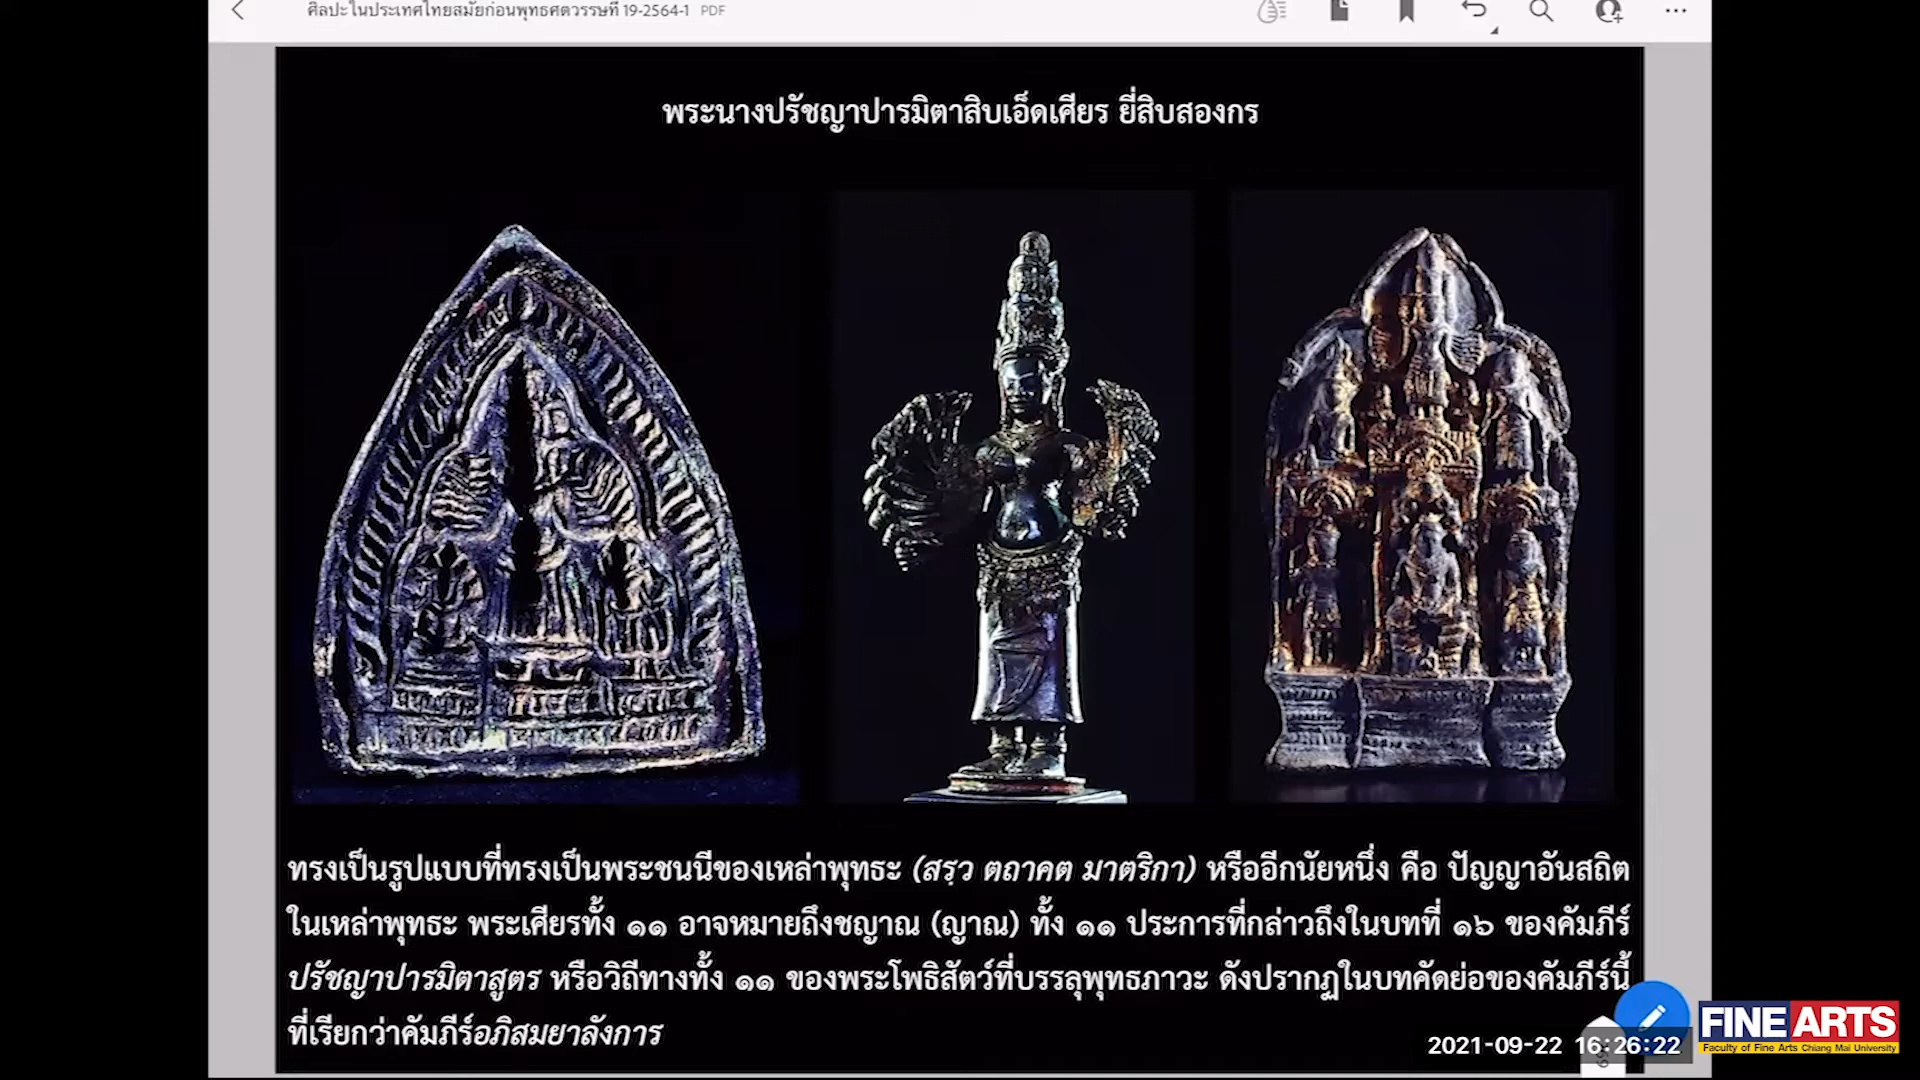 ศิลปะในประเทศไทยสมัยก่อนพุทธศตวรรษที่ 19-2564-1 PDF
พระนางปรัชญาปารมิตาสิบเอ็ดเศียร ยี่สิบสองกร
ทรงเป็นรูปแบบที่ทรงเป็นพระชนนีของเหล่าพุทธะ (สรฺว ตถาคต มาตริกา) หรืออีกนัยหนึ่ง คือ ปัญญาอันสถิต
ในเหล่าพุทธะ พระเศียรทั้ง ๑๑ อาจหมายถึงชญาณ (ญาณ) ทั้ง ๑๑ ประการที่กล่าวถึงในบทที่ ๑๖ ของคัมภีร์
ปรัชญาปารมิตาสูตร หรือวิถีทางทั้ง ๑๑ ของพระโพธิสัตว์ที่บรรลุพุทธภาวะ ดังปรากฏในบทคัดย่อของคัมภีร์นี้
ที่เรียกว่าคัมภีร์อภิสมยาลังการ
2021-09-22 16:26:22
FINE ARTS
Faculty of Fine Arts Chiang Mai University